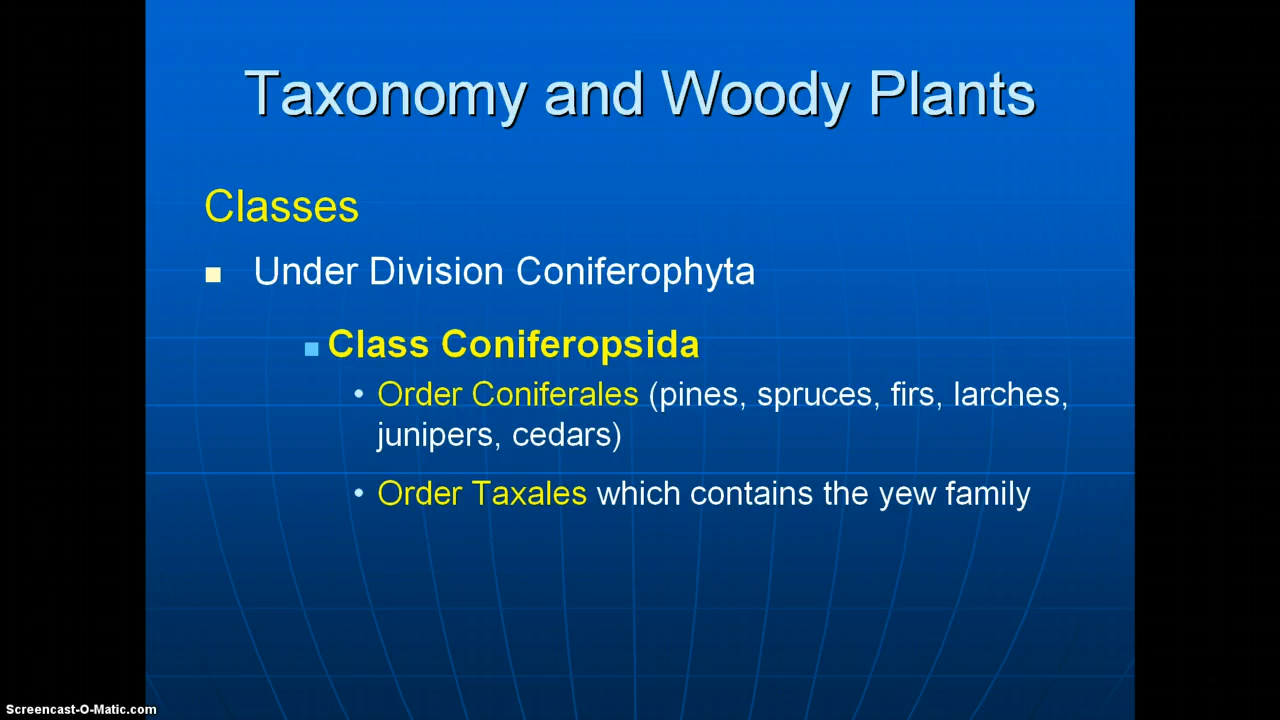 Taxonomy and Woody Plants
Classes
Under Division Coniferophyta
Class Coniferopsida
Order Coniferales (pines, spruces, firs, larches,
junipers, cedars)
Order Taxales which contains the yew family
Screencast-O-Matic.com